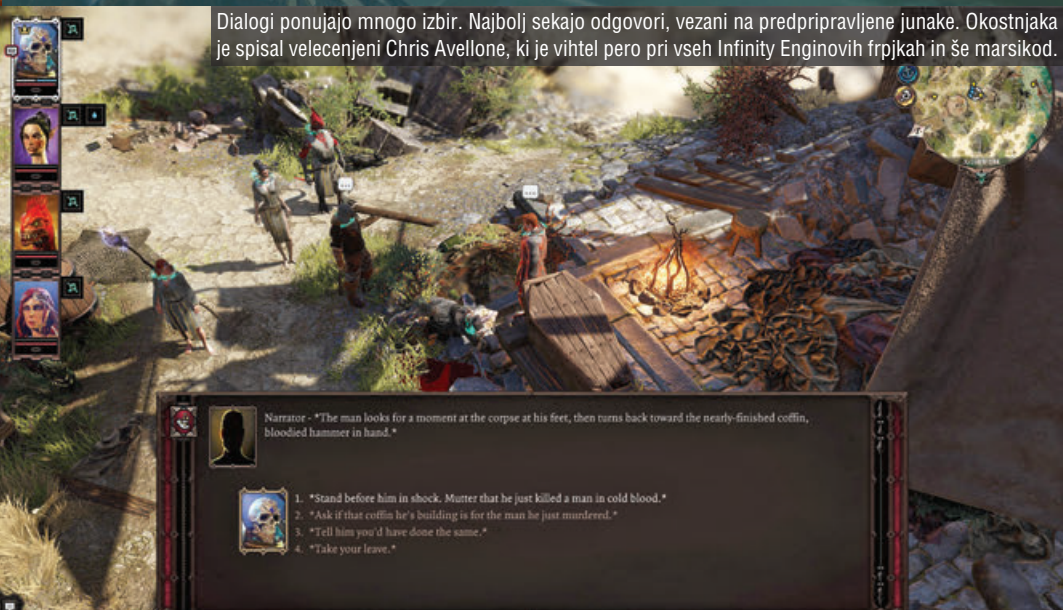 Dialogi ponujajo mnogo izbir. Najbolj sekajo odgovori, vezani na predpripravljene junake. Okostnjaka
je spisal velecenjeni Chris Avellone, ki je vihtel pero pri vseh Infinity Enginovih frpjkah in še marsikod.
Narrator - *The man looks for a moment at the corpse at his feet, then turns back toward the nearly-finished coffin,
bloodied hammer in hand.*
1. *Stand before him in shock. Mutter that he just killed a man in cold blood.*
2. *Ask if that coffin he's building is for the man he just murdered.*
3. *Tell him you'd have done the same.*
4. *Take your leave.*